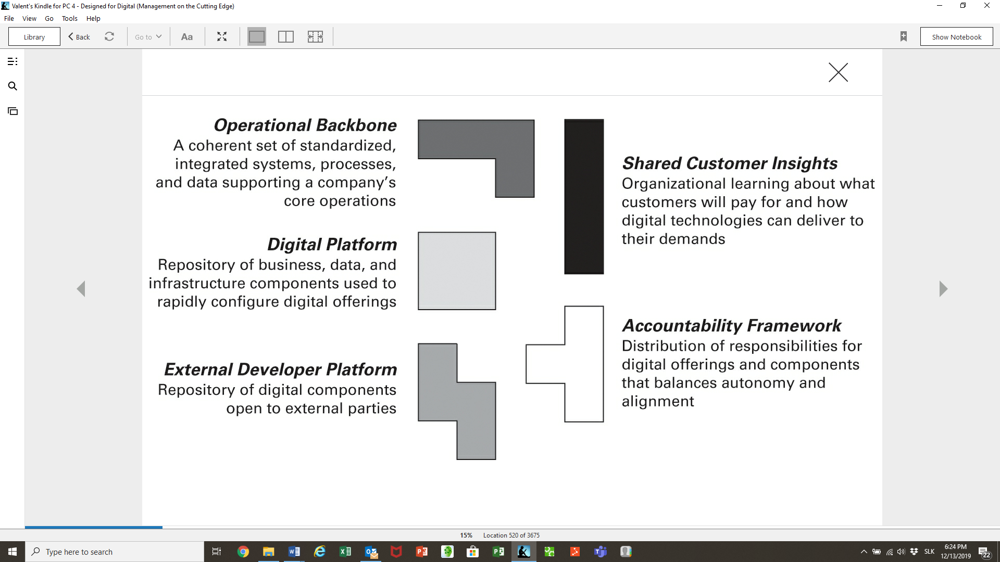 Valent's Kindle for PC 4 - Designed for Digital (Management on the Cutting Edge)
File View Go Tools Help
Library Back Go to Aa Show Notebook
Operational Backbone
A coherent set of standardized,
integrated systems, processes,
and data supporting a company's
core operations
Digital Platform
Repository of business, data, and
infrastructure components used to
rapidly configure digital offerings
External Developer Platform
Repository of digital components
open to external parties
Shared Customer Insights
Organizational learning about what
customers will pay for and how
digital technologies can deliver to
their demands
Accountability Framework
Distribution of responsibilities for
digital offerings and components
that balances autonomy and
alignment
15% Location 520 of 3675
Type here to search
SLK
6:24 PM
12/13/2019
22